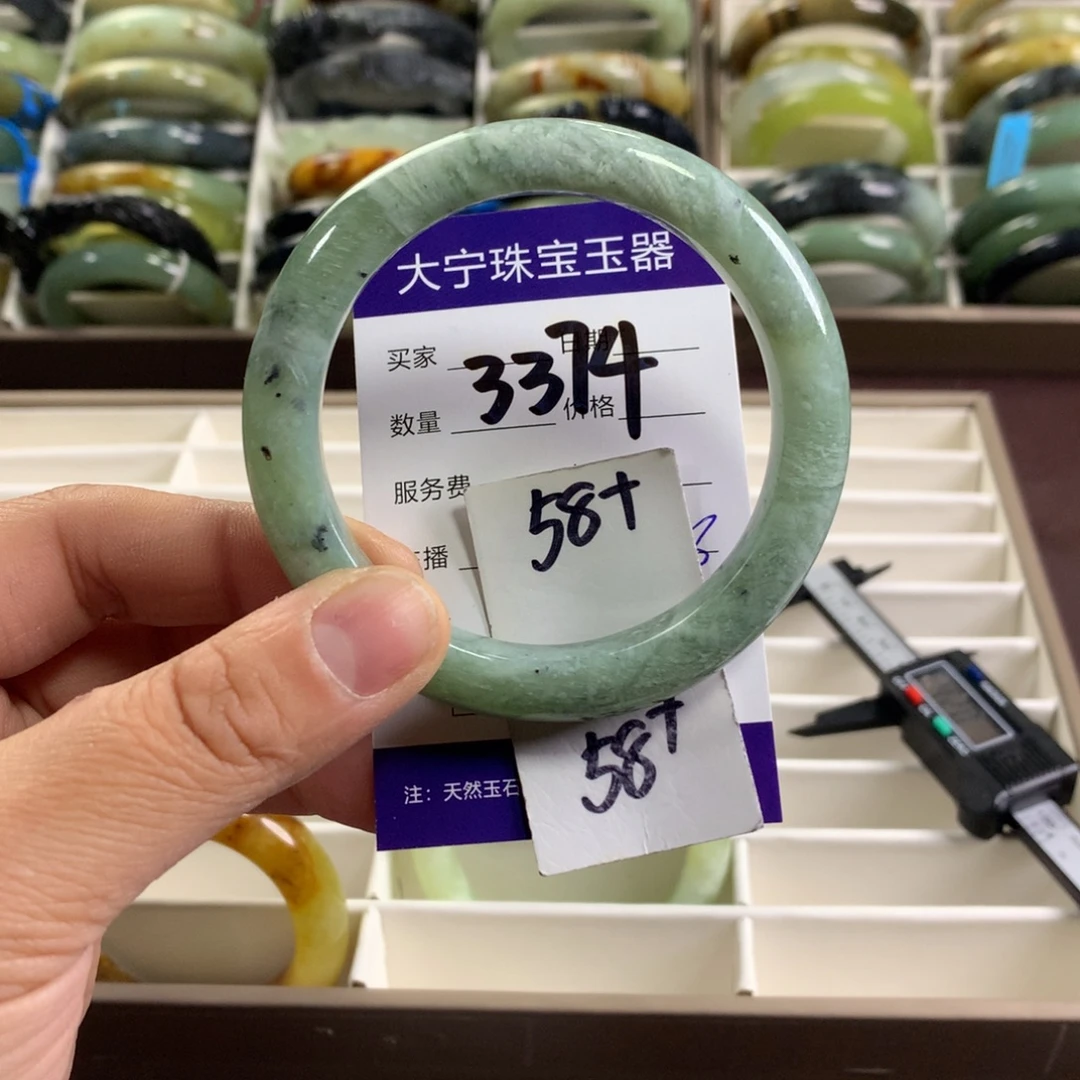 大宁珠宝玉器
买家 日期
3374
数量 价格
服务费
58+
播
58+
注：天然玉石